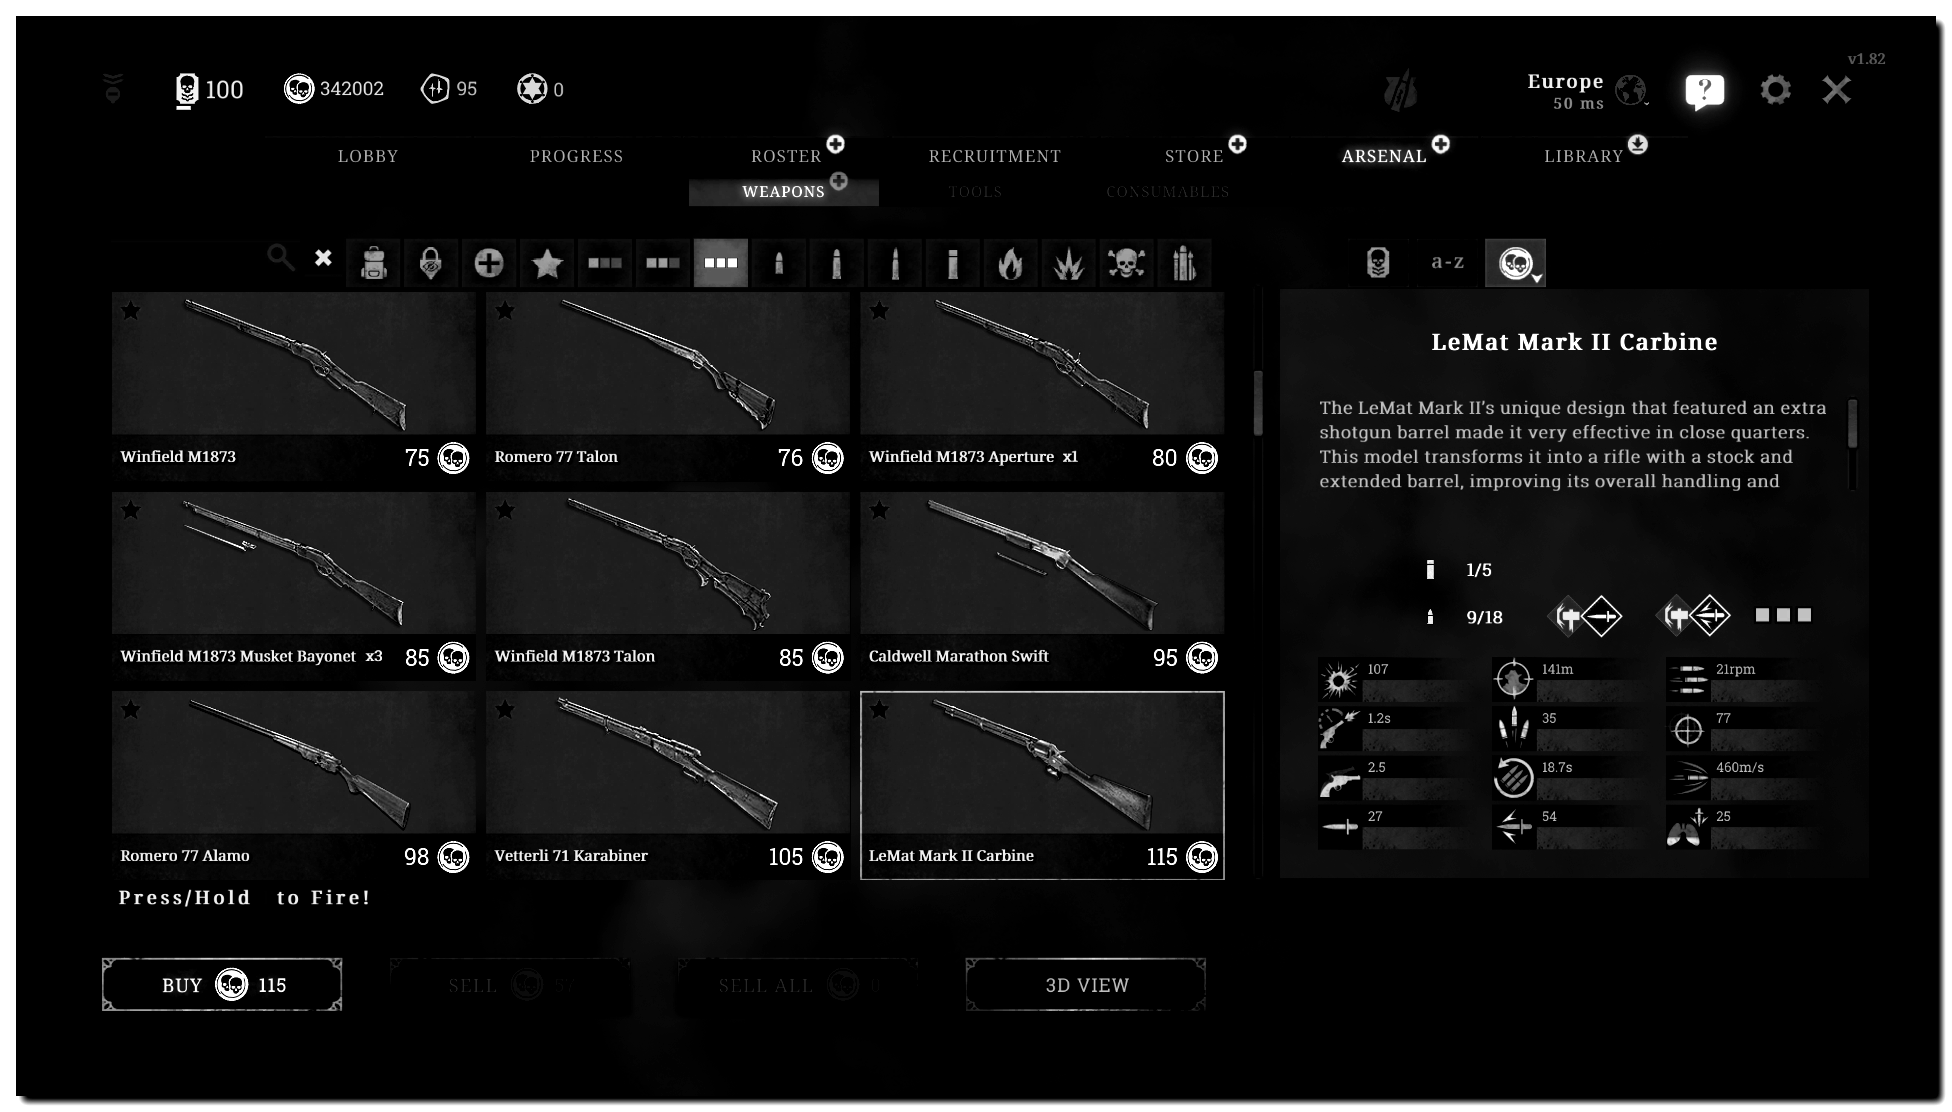 v1.82
100
342002
95
0
Europe
50 ms
?
LOBBY
PROGRESS
ROSTER
RECRUITMENT
STORE
ARSENAL
LIBRARY
WEAPONS
TOOLS
CONSUMABLES
a-z
Winfield M1873
75
Romero 77 Talon
76
Winfield M1873 Aperture x1
80
Winfield M1873 Musket Bayonet x3
85
Winfield M1873 Talon
85
Caldwell Marathon Swift
95
Romero 77 Alamo
98
Vetterli 71 Karabiner
105
LeMat Mark II Carbine
115
LeMat Mark II Carbine
The LeMat Mark II's unique design that featured an extra
shotgun barrel made it very effective in close quarters.
This model transforms it into a rifle with a stock and
extended barrel, improving its overall handling and
1/5
9/18
107
141m
21rpm
1.2s
35
77
2.5
18.7s
460m/s
27
54
25
Press/Hold to Fire!
BUY 115
SELL 57
SELL ALL 0
3D VIEW